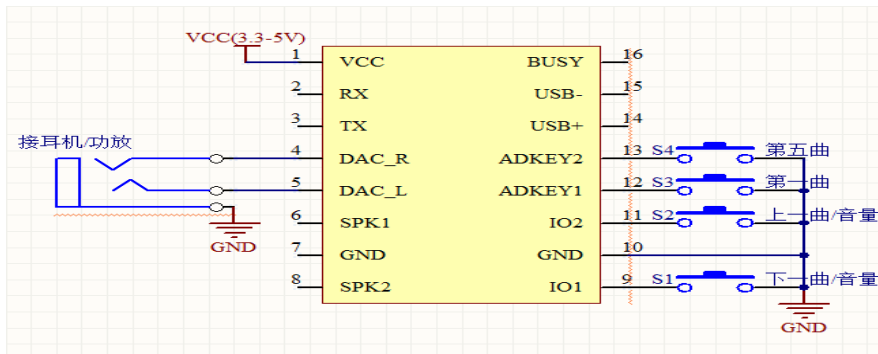 VCC(3.3-5V)
1 VCC BUSY 16
2 RX USB- 15
3 TX USB+ 14
接耳机/功放
4 DAC_R ADKEY2 13 S4 第五曲
5 DAC_L ADKEY1 12 S3 第一曲
6 SPK1 IO2 11 S2 上一曲/音量
GND
7 GND GND 10
8 SPK2 IO1 9 S1 下一曲/音量
GND